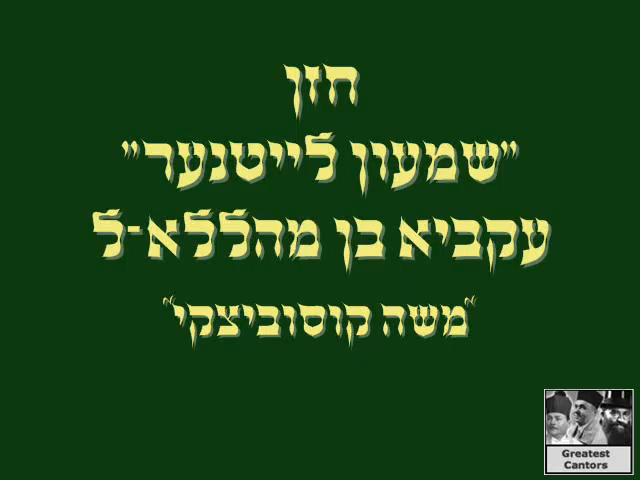 חזן
"שמעון לייטנער"
עקביא בן מהללא-ל
"משה קוסוביצקי"
Greatest
Cantors